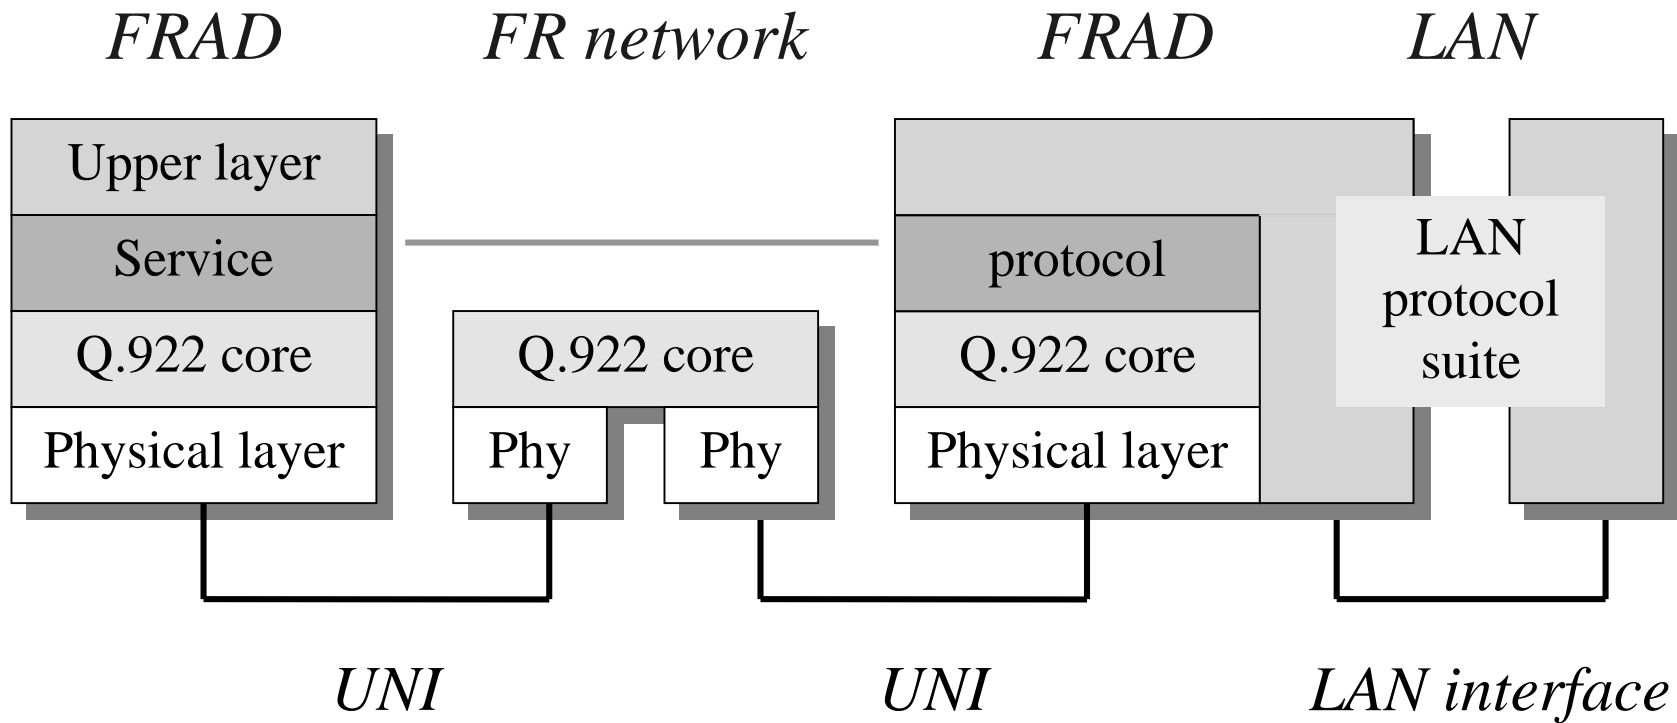 FRAD
FR network
FRAD
LAN
Upper layer
Service
Q.922 core
Physical layer
Q.922 core
Phy
Phy
protocol
Q.922 core
Physical layer
LAN
protocol
suite
UNI
UNI
LAN interface